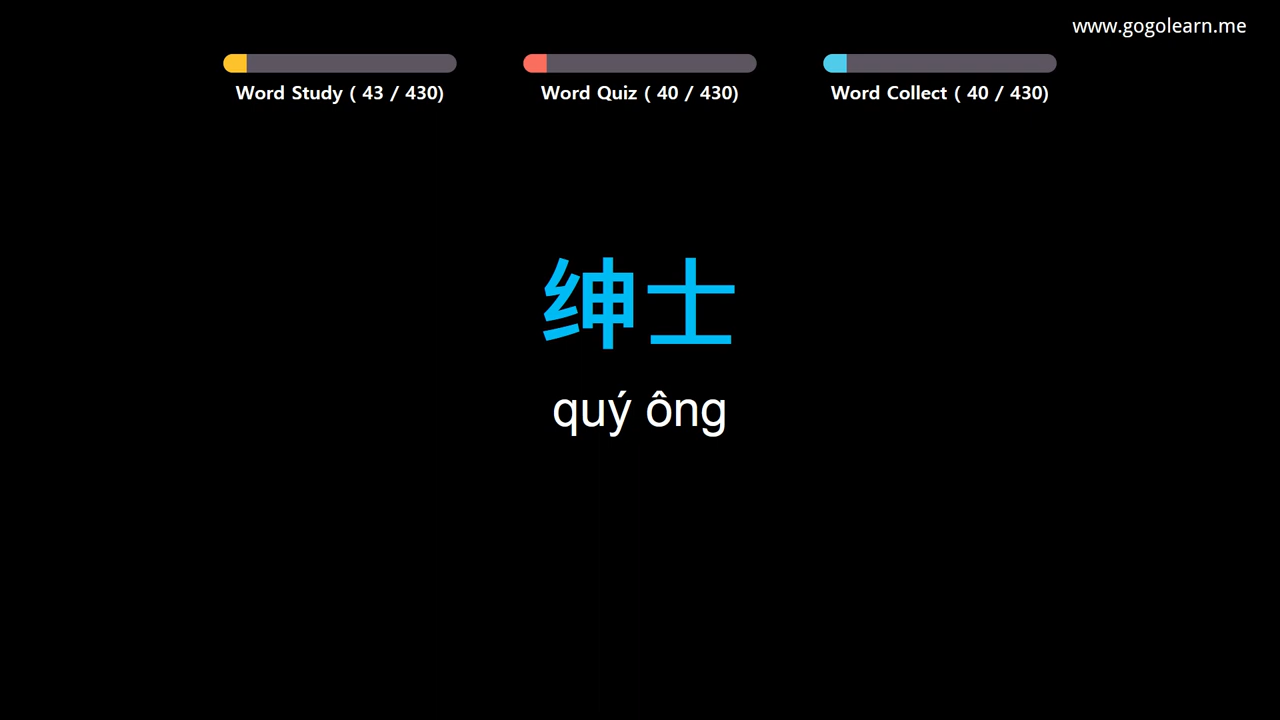 www.gogolearn.me
Word Study ( 43 / 430)
Word Quiz ( 40 / 430)
Word Collect ( 40 / 430)
绅士
quý ông